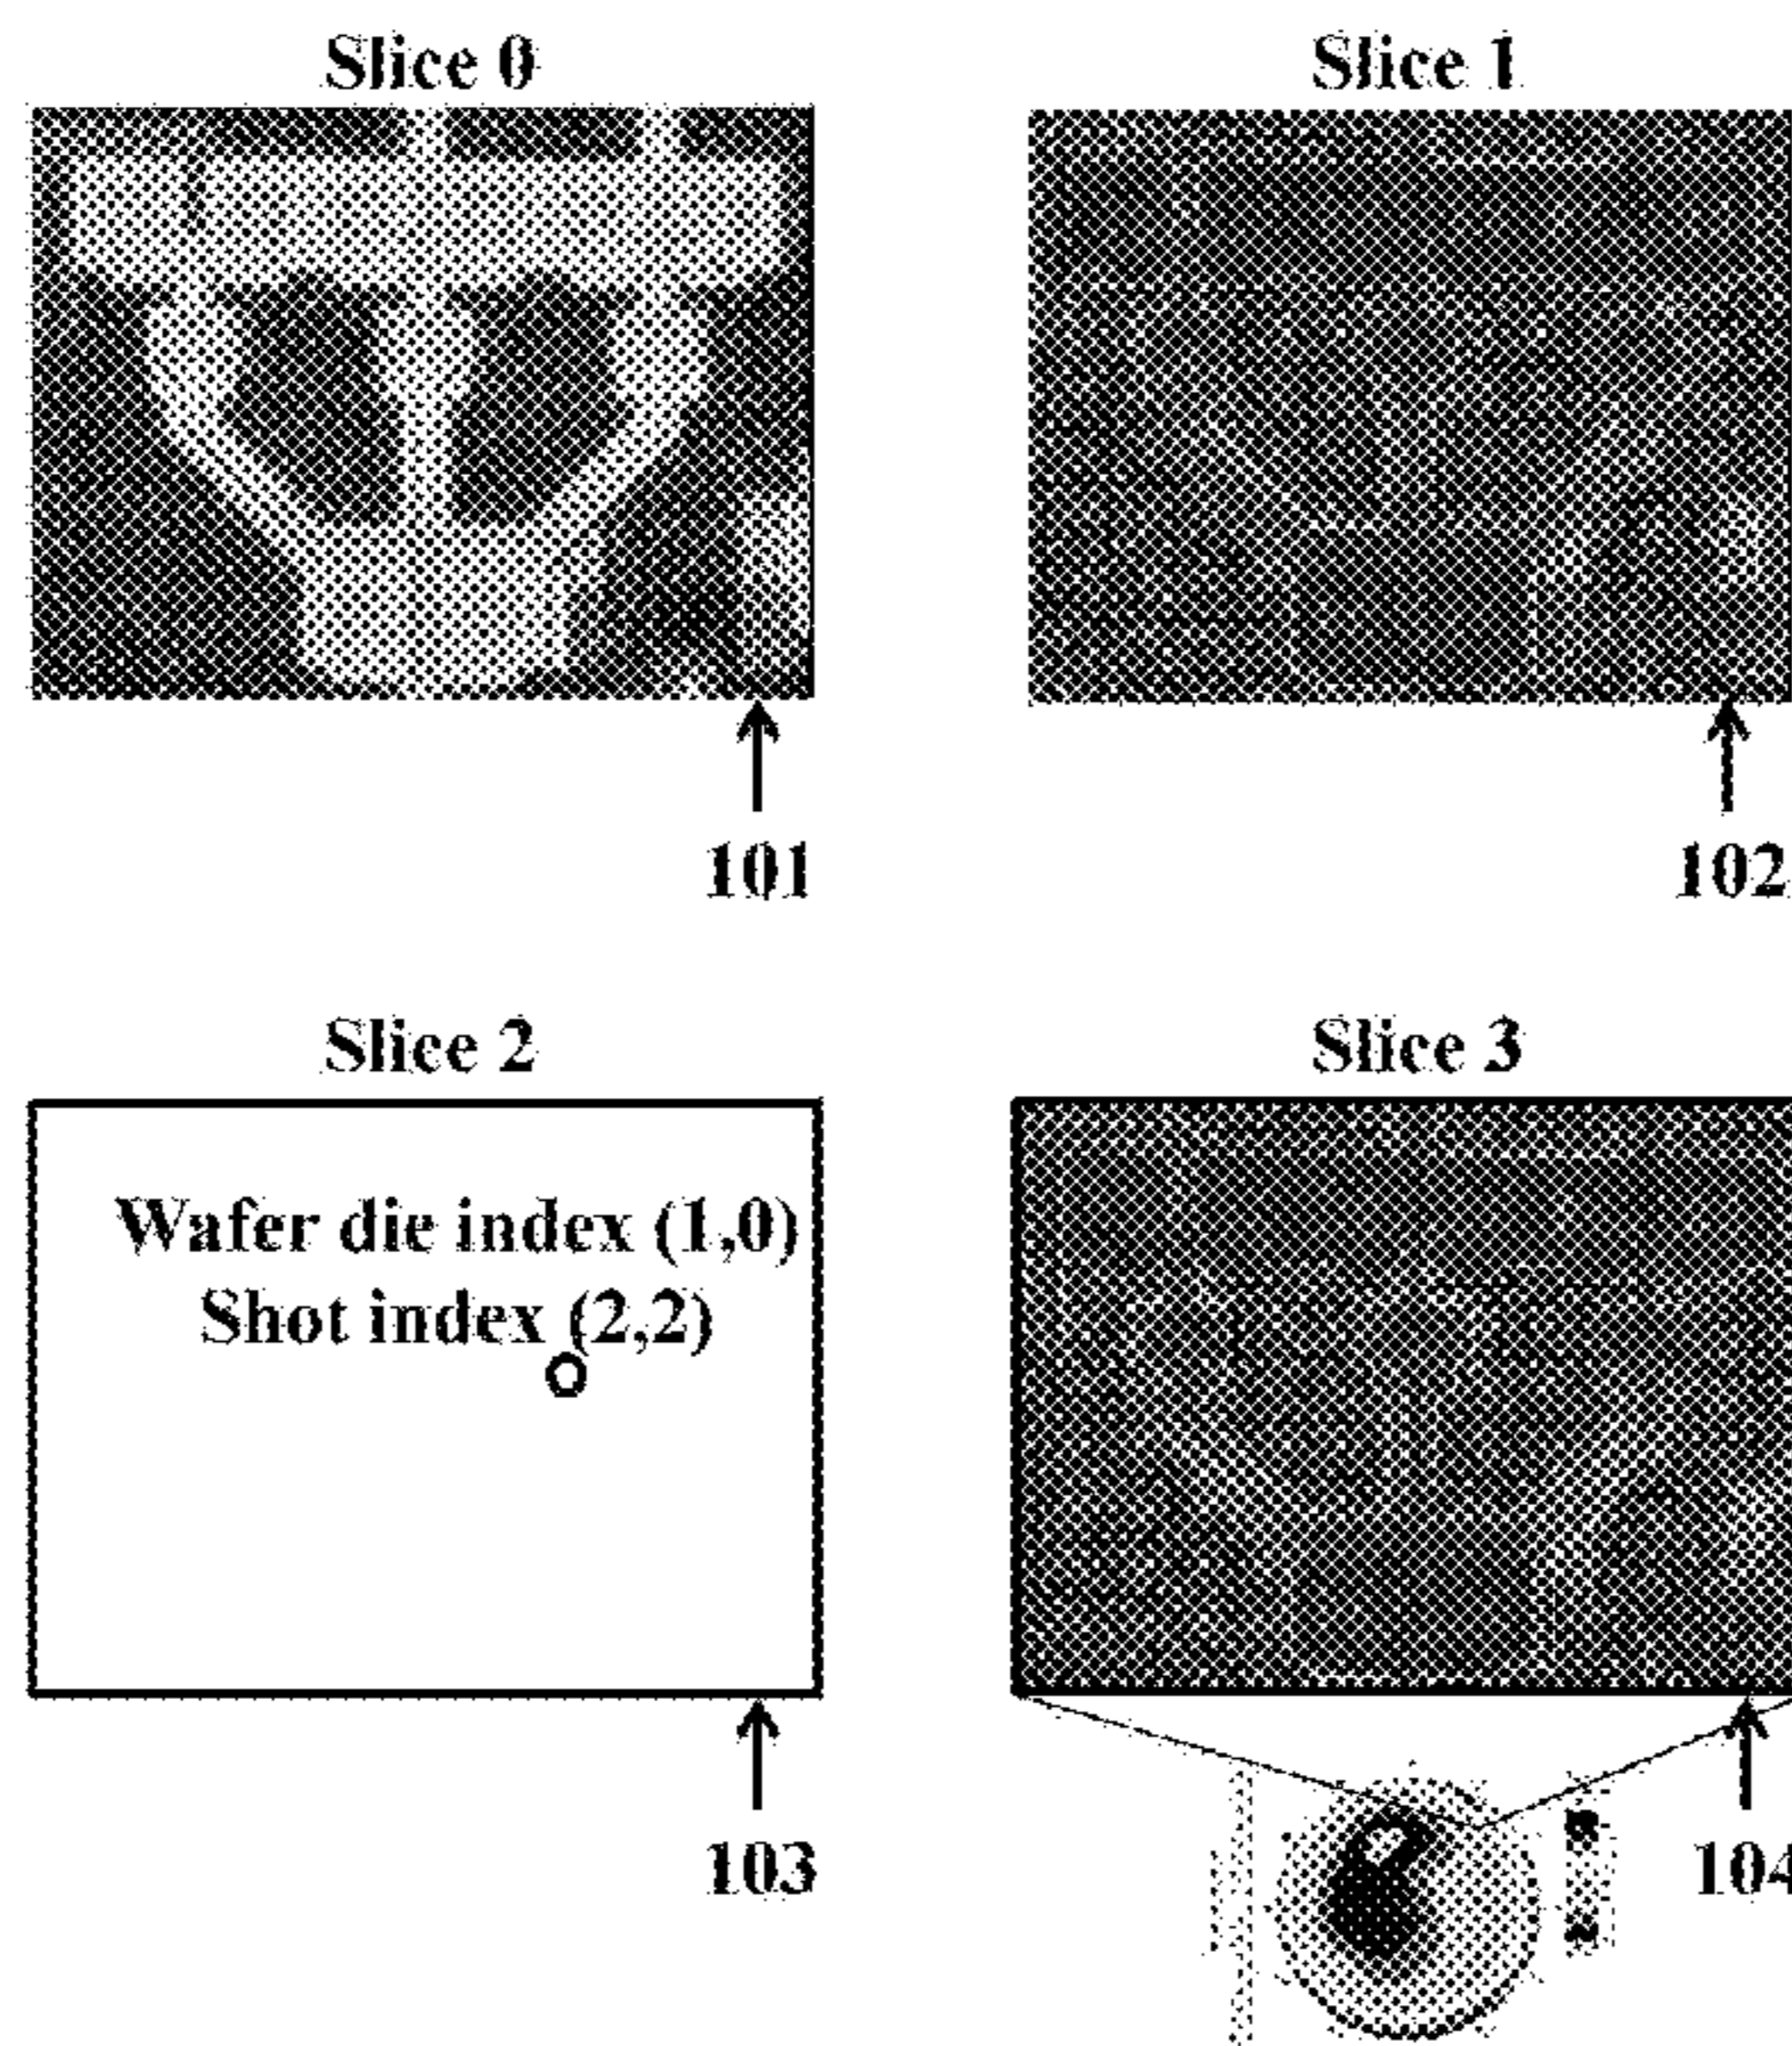 Slice 0
Slice 1
101
102
Slice 2
Slice 3
Wafer die index (1,0)
Shot index (2,2)
103
104